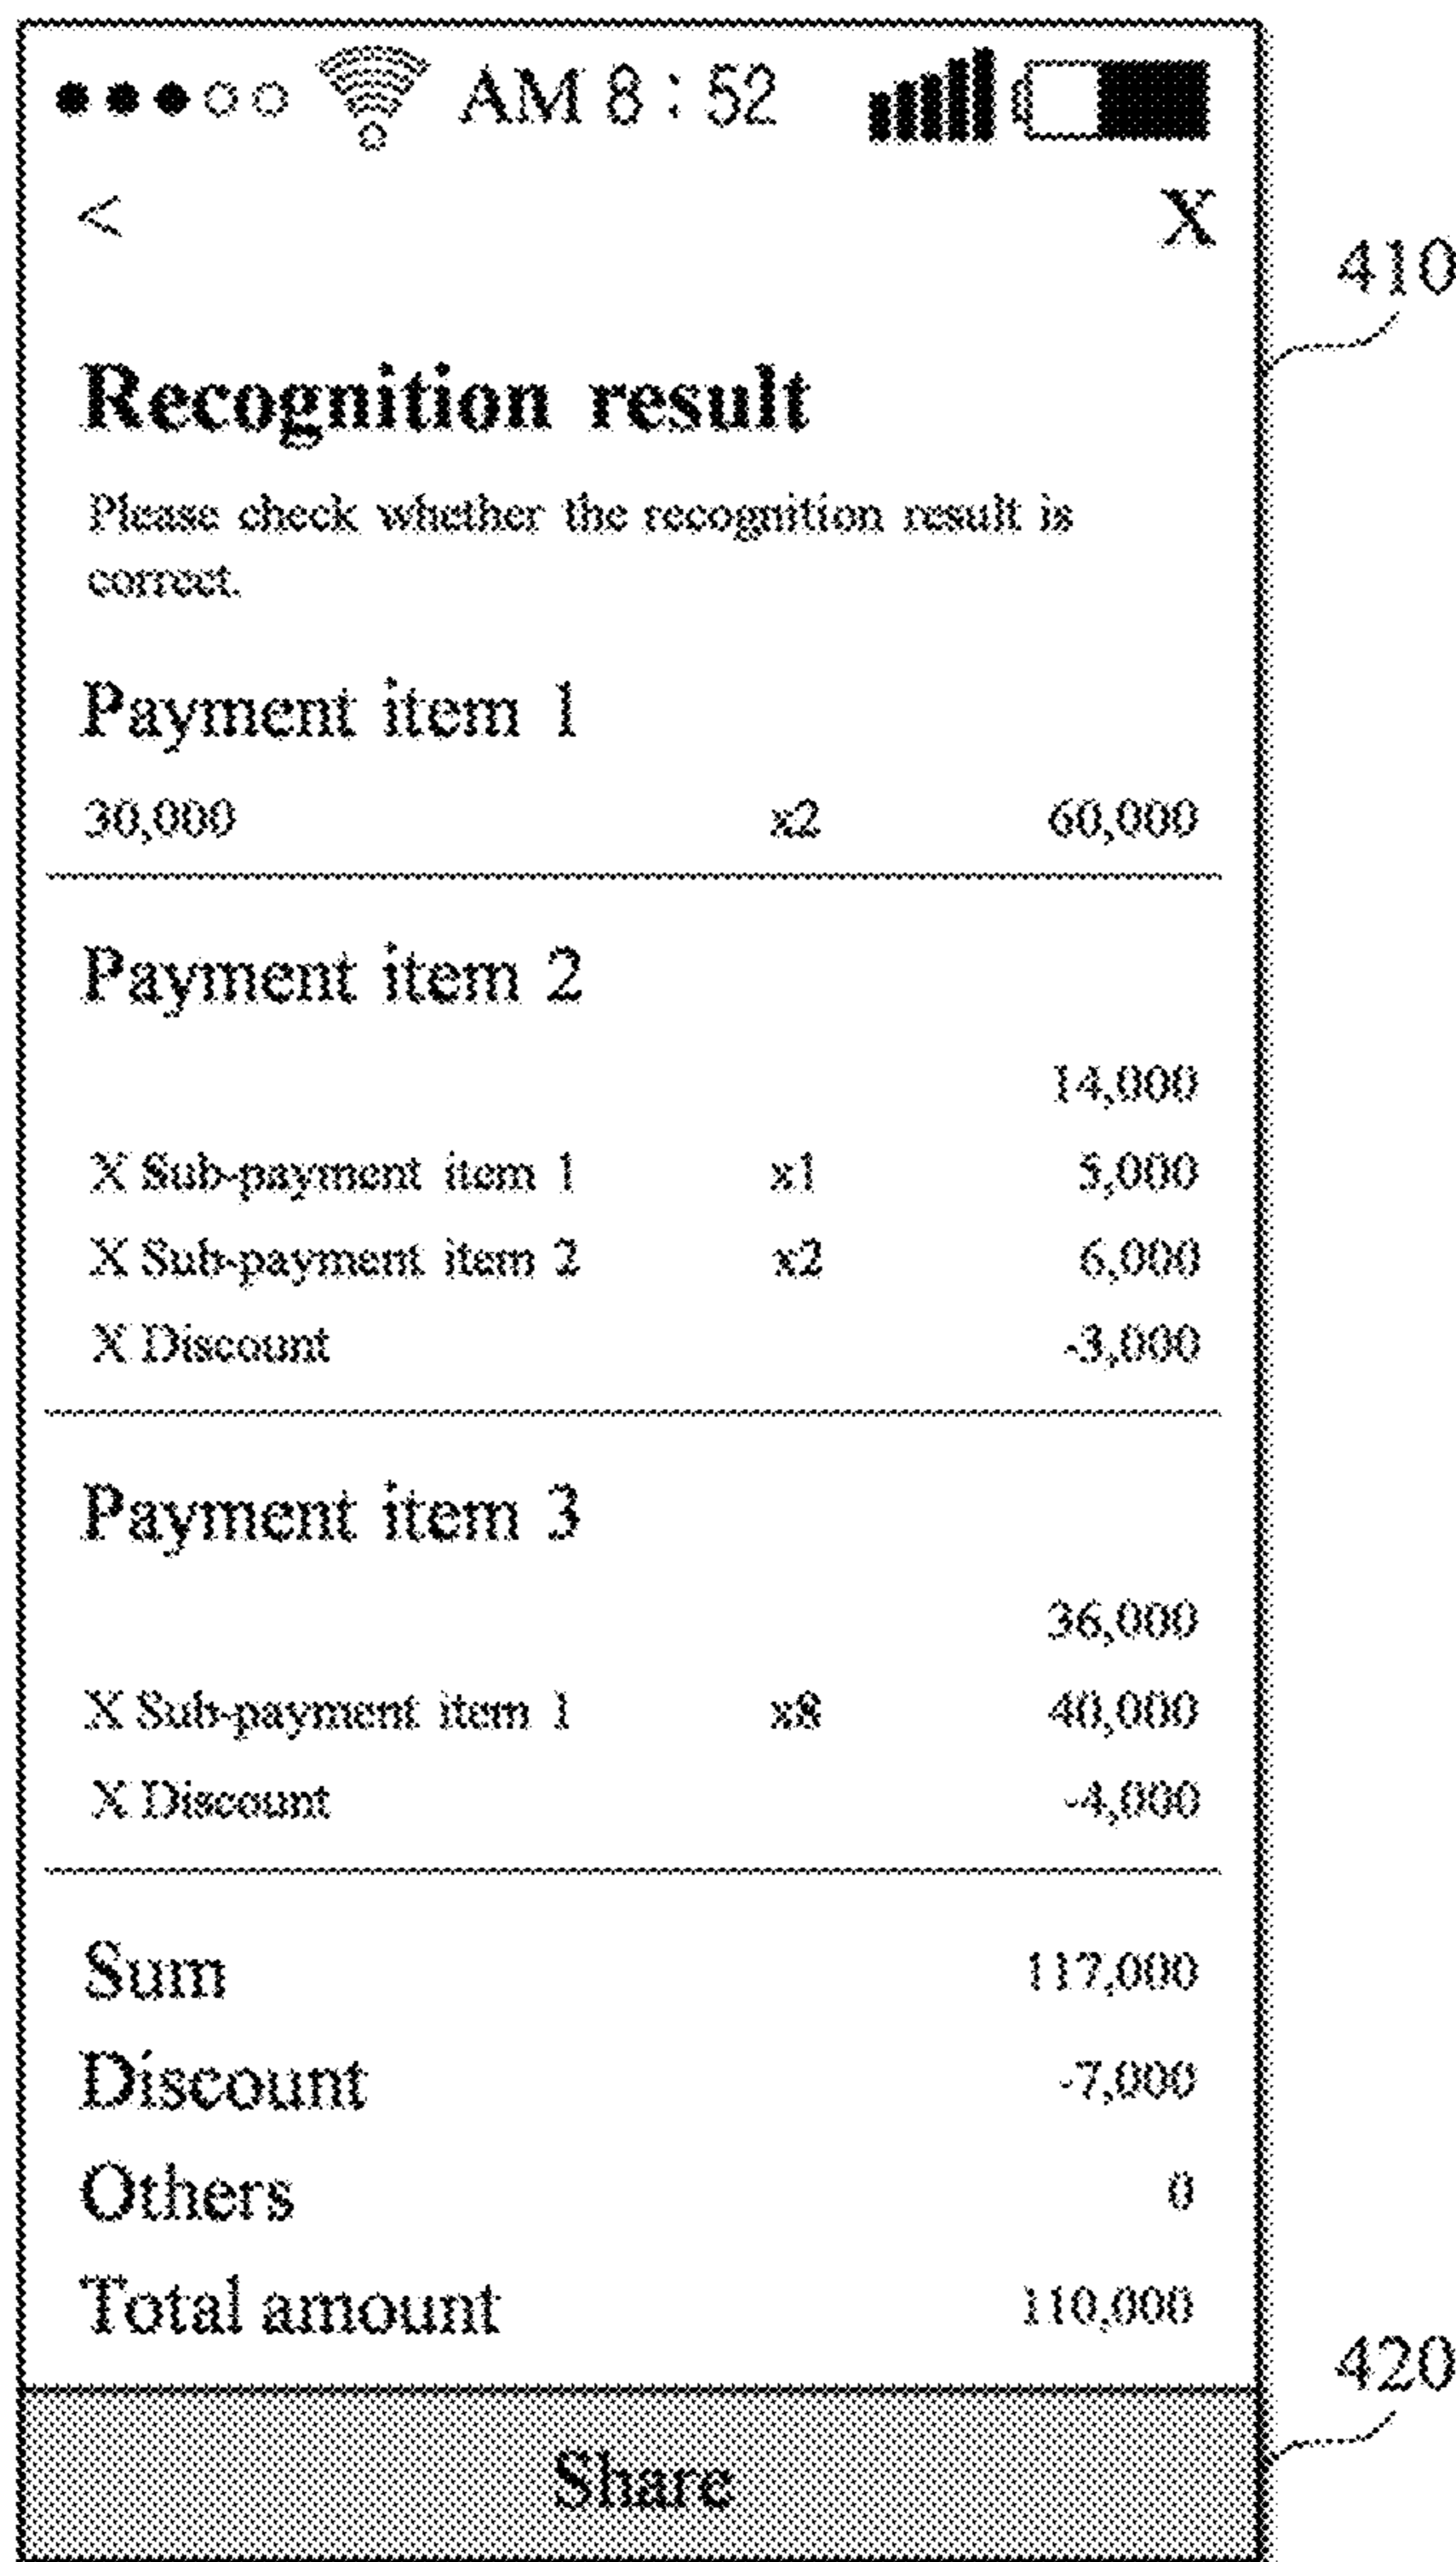 AM 8 : 52
< X
410
Recognition result
Please check whether the recognition result is
correct.
Payment item 1
30,000 x2 60,000
Payment item 2
14,000
X Sub-payment item 1 x1 5,000
X Sub-payment item 2 x2 6,000
X Discount -3,000
Payment item 3
36,000
X Sub-payment item 1 x8 40,000
X Discount -4,000
Sum 117,000
Discount -7,000
Others 0
Total amount 110,000
420
Share